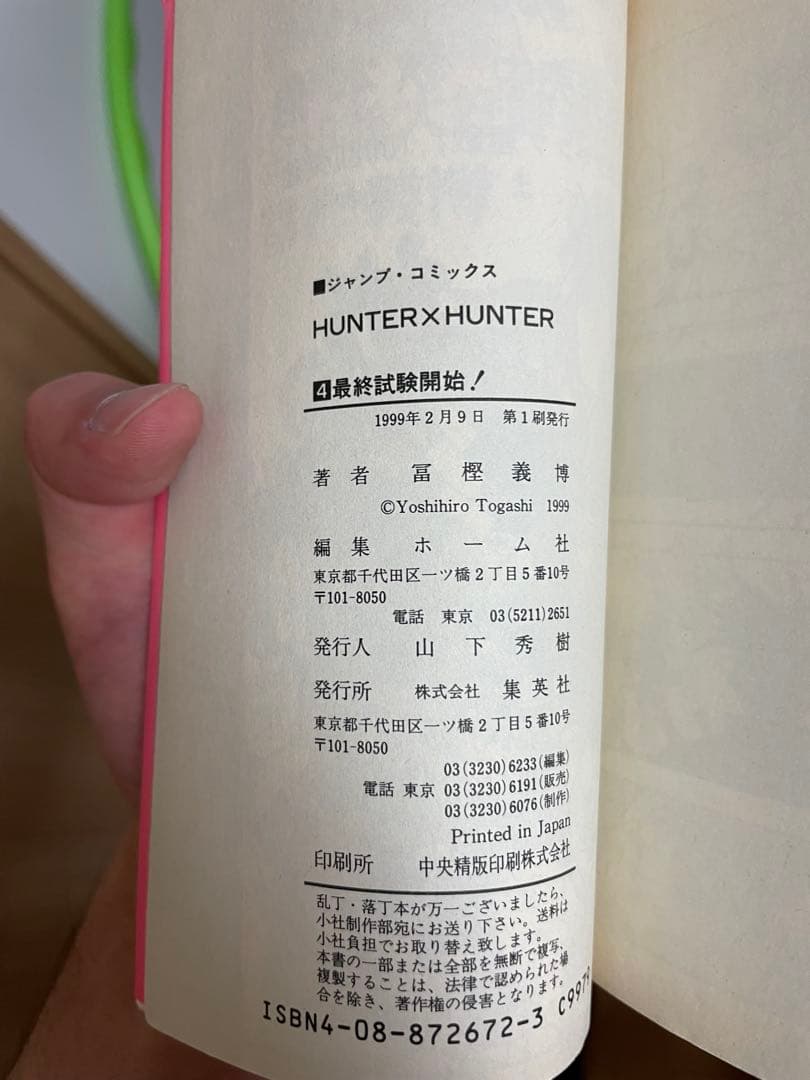 ■ジャンプ・コミックス
HUNTER×HUNTER
4最終試験開始!
1999年2月9日 第1刷発行
著者 冨樫義博
©Yoshihiro Togashi 1999
編集 ホーム社
東京都千代田区一ツ橋2丁目5番10号
〒101-8050
電話 東京 03(5211)2651
発行人 山下秀樹
発行所 株式会社 集英社
東京都千代田区一ツ橋2丁目5番10号
〒101-8050
03(3230)6233(編集)
電話 東京 03(3230)6191(販売)
03(3230)6076(制作)
Printed in Japan
印刷所 中央精版印刷株式会社
乱丁・落丁本が万一ございましたら、
小社制作部宛にお送り下さい。送料は
小社負担でお取り替え致します。
本書の一部または全部を無断で複写、
複製することは、法律で認められた場
合を除き、著作権の侵害となります。
ISBN4-08-872672-3 C9979